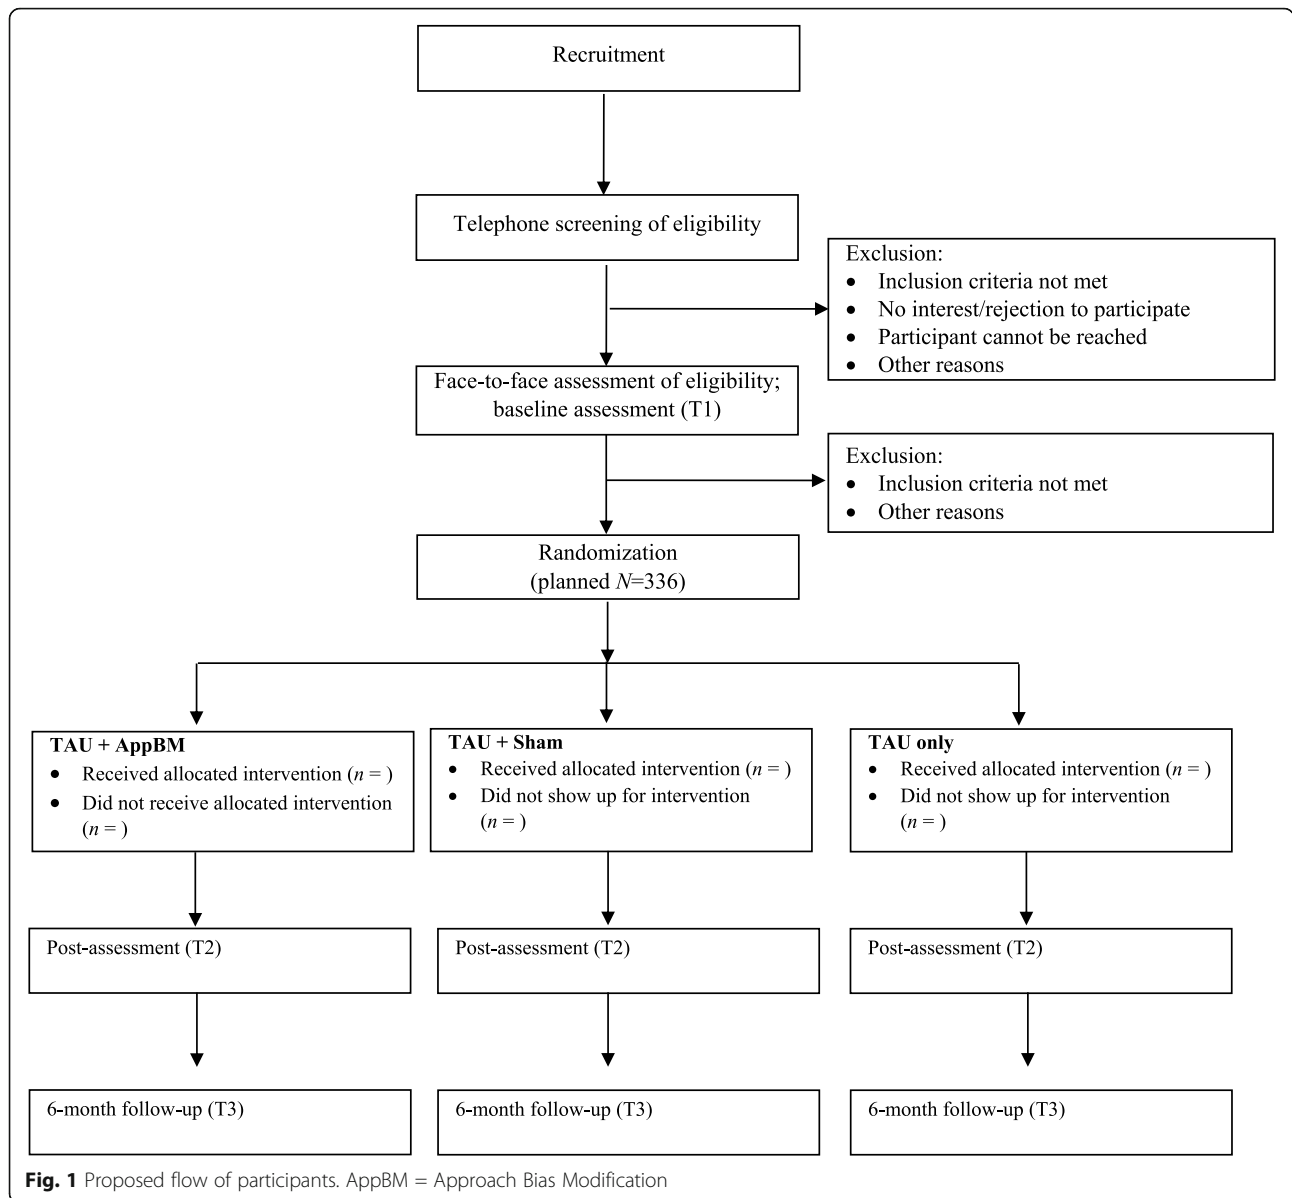 Recruitment
Telephone screening of eligibility
Exclusion:
• Inclusion criteria not met
• No interest/rejection to participate
• Participant cannot be reached
• Other reasons
Face-to-face assessment of eligibility;
baseline assessment (T1)
Exclusion:
• Inclusion criteria not met
• Other reasons
Randomization
(planned N=336)
TAU + AppBM
• Received allocated intervention (n = )
• Did not receive allocated intervention
(n = )
TAU + Sham
• Received allocated intervention (n = )
• Did not show up for intervention
(n = )
TAU only
• Received allocated intervention (n = )
• Did not show up for intervention
(n = )
Post-assessment (T2)
Post-assessment (T2)
Post-assessment (T2)
6-month follow-up (T3)
6-month follow-up (T3)
6-month follow-up (T3)
Fig. 1 Proposed flow of participants. AppBM = Approach Bias Modification